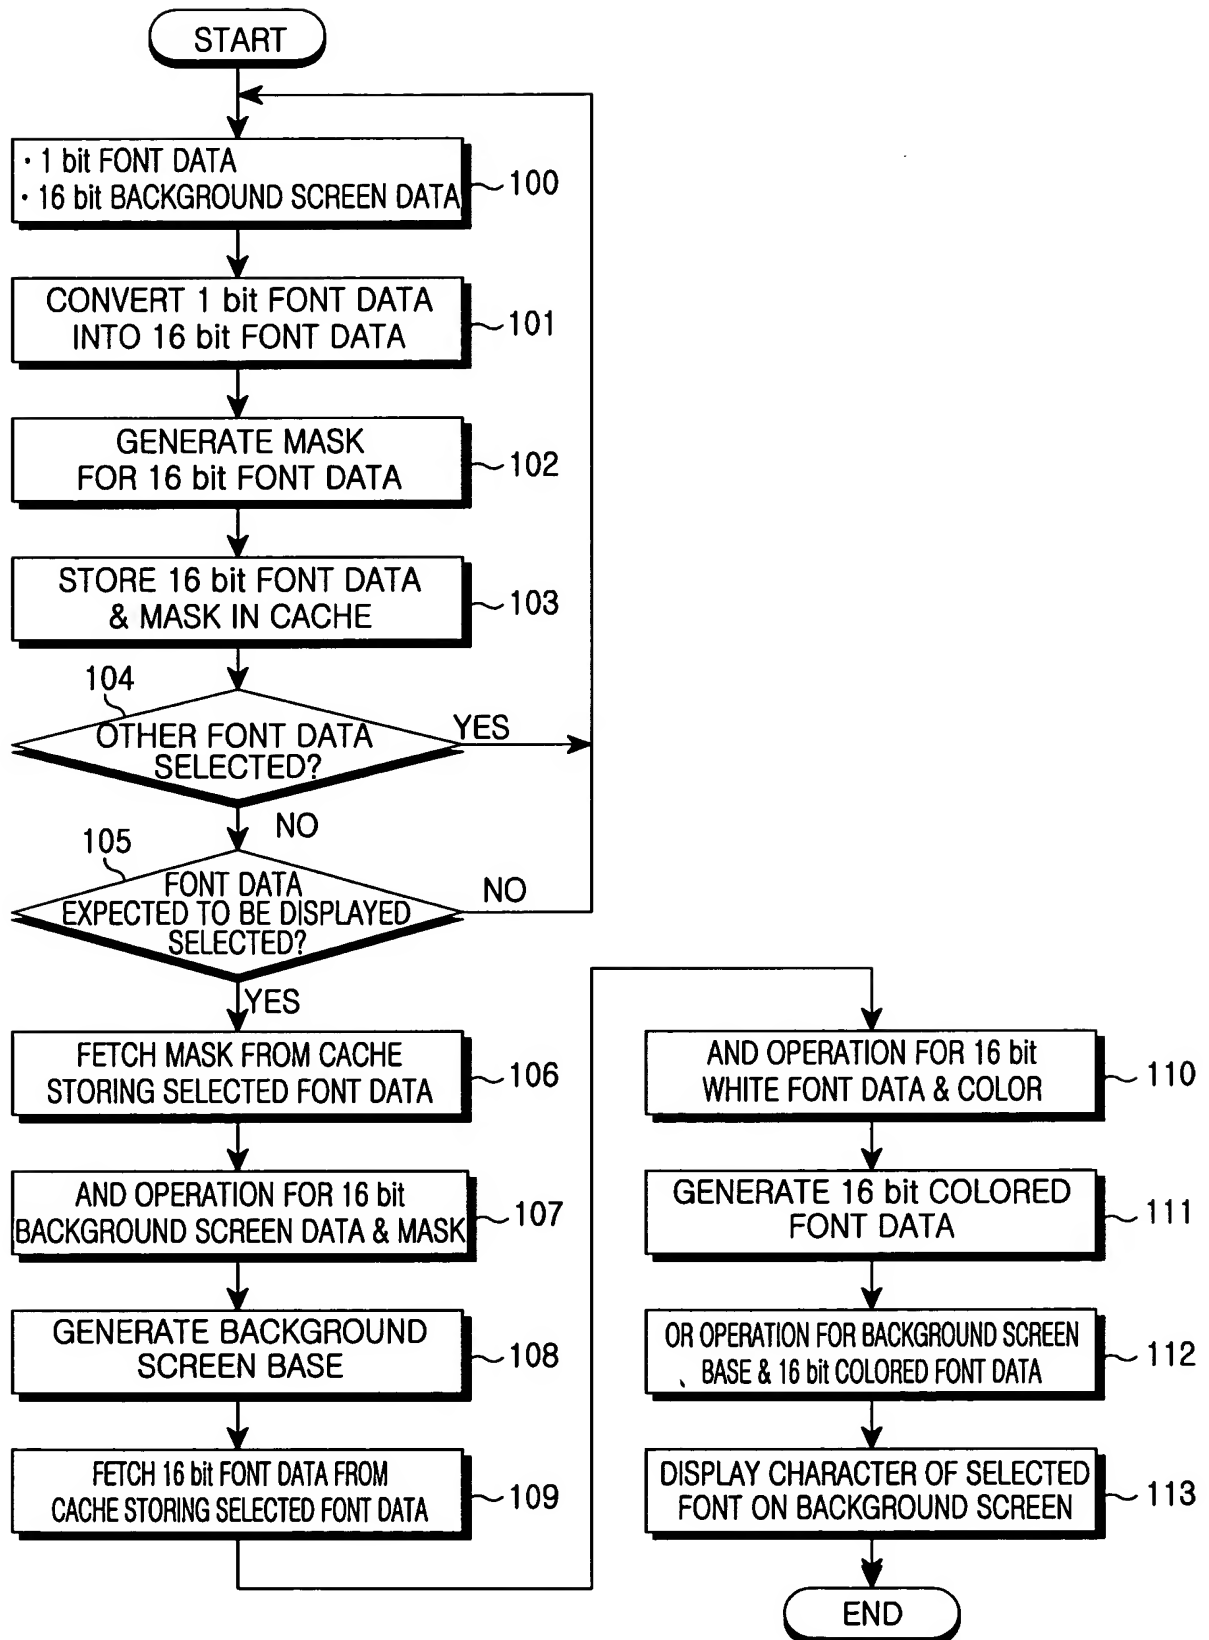 START
· 1 bit FONT DATA
· 16 bit BACKGROUND SCREEN DATA
100
CONVERT 1 bit FONT DATA
INTO 16 bit FONT DATA
101
GENERATE MASK
FOR 16 bit FONT DATA
102
STORE 16 bit FONT DATA
& MASK IN CACHE
103
104
OTHER FONT DATA
SELECTED?
YES
NO
105
FONT DATA
EXPECTED TO BE DISPLAYED
SELECTED?
NO
YES
FETCH MASK FROM CACHE
STORING SELECTED FONT DATA
106
AND OPERATION FOR 16 bit
BACKGROUND SCREEN DATA & MASK
107
GENERATE BACKGROUND
SCREEN BASE
108
FETCH 16 bit FONT DATA FROM
CACHE STORING SELECTED FONT DATA
109
AND OPERATION FOR 16 bit
WHITE FONT DATA & COLOR
110
GENERATE 16 bit COLORED
FONT DATA
111
OR OPERATION FOR BACKGROUND SCREEN
BASE & 16 bit COLORED FONT DATA
112
DISPLAY CHARACTER OF SELECTED
FONT ON BACKGROUND SCREEN
113
END